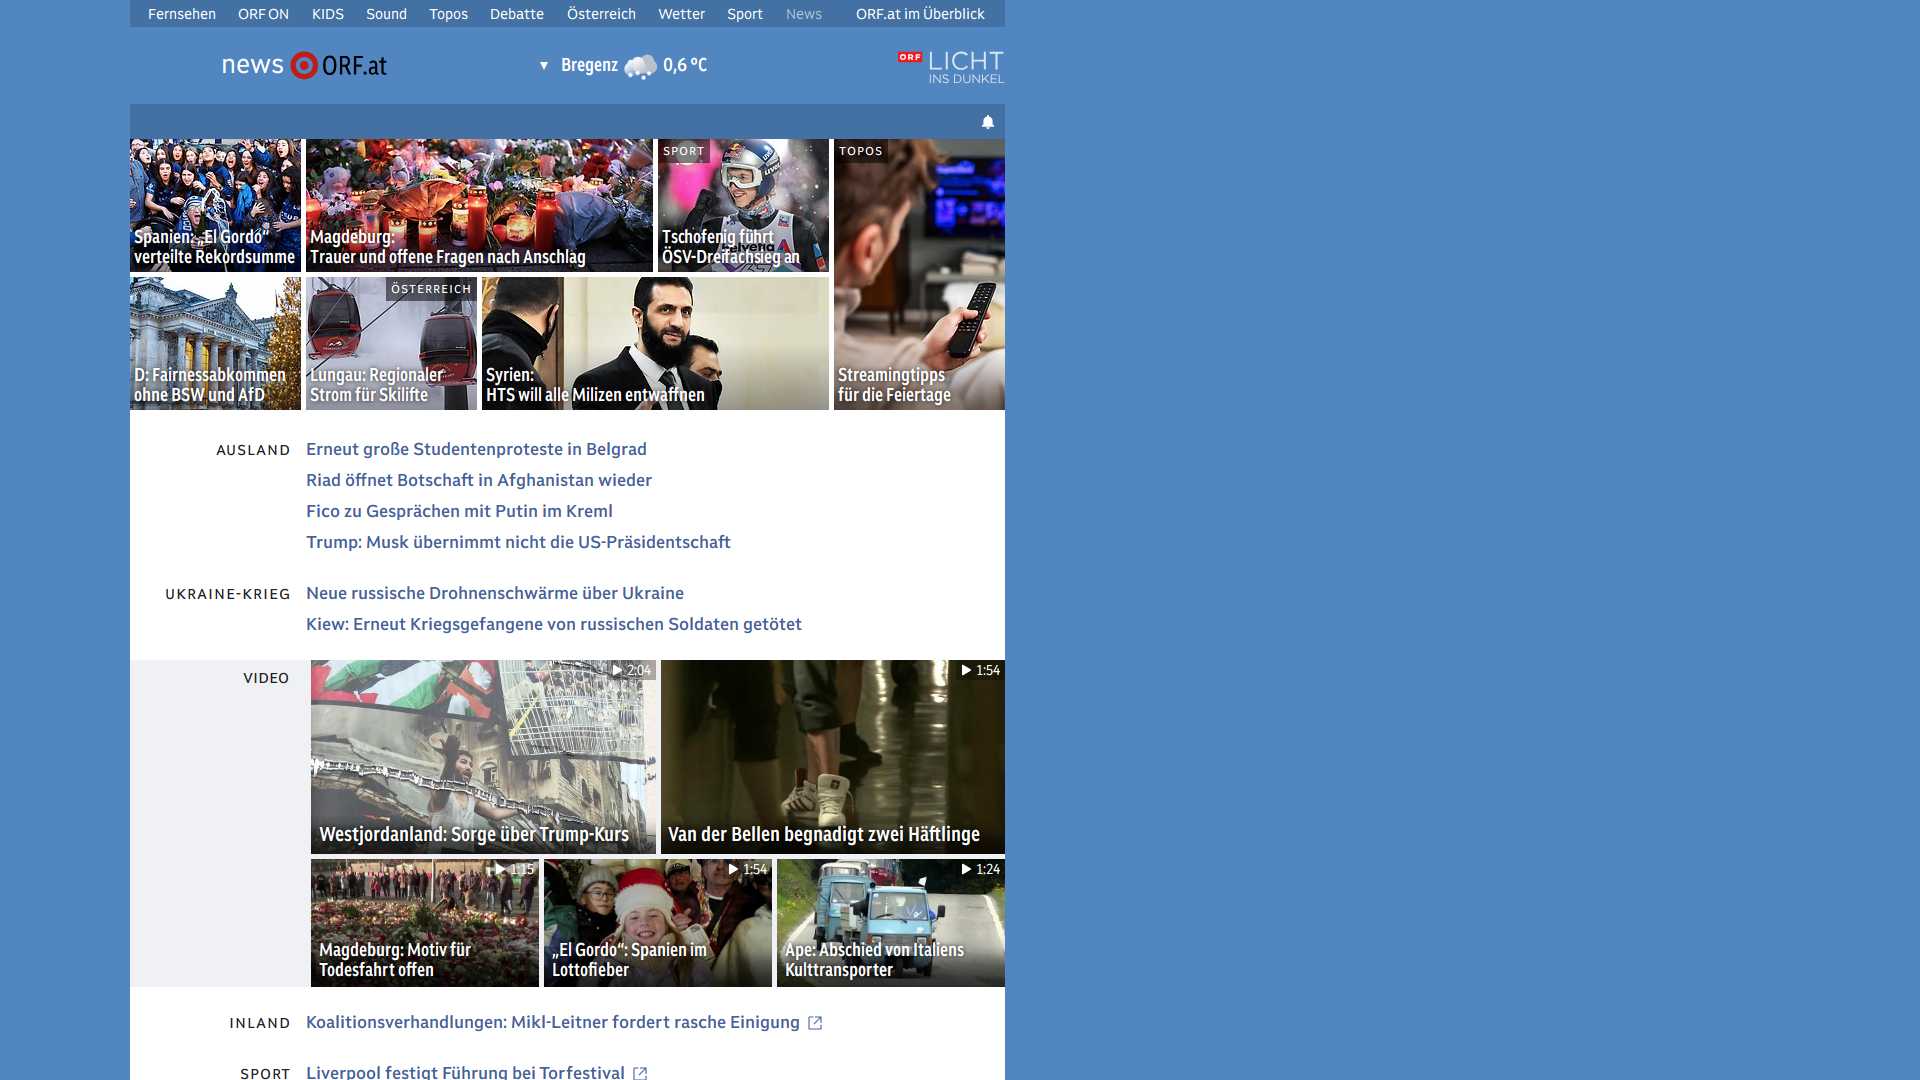 Fernsehen ORF ON KIDS Sound Topos Debatte Österreich Wetter Sport News ORF.at im Überblick
news ORF.at
Bregenz 0,6 °C
ORF LICHT
INS DUNKEL
Spanien: „El Gordo“
verteilte Rekordsumme
Magdeburg:
Trauer und offene Fragen nach Anschlag
SPORT
Tschofenig führt
ÖSV-Dreifachsieg an
TOPOS
Streamingtipps
für die Feiertage
D: Fairnessabkommen
ohne BSW und AfD
ÖSTERREICH
Lungau: Regionaler
Strom für Skilifte
Syrien:
HTS will alle Milizen entwaffnen
AUSLAND
Erneut große Studentenproteste in Belgrad
Riad öffnet Botschaft in Afghanistan wieder
Fico zu Gesprächen mit Putin im Kreml
Trump: Musk übernimmt nicht die US-Präsidentschaft
UKRAINE-KRIEG
Neue russische Drohnenschwärme über Ukraine
Kiew: Erneut Kriegsgefangene von russischen Soldaten getötet
VIDEO
2:04
Westjordanland: Sorge über Trump-Kurs
1:54
Van der Bellen begnadigt zwei Häftlinge
1:15
Magdeburg: Motiv für
Todesfahrt offen
1:54
„El Gordo“: Spanien im
Lottofieber
1:24
Ape: Abschied von Italiens
Kulttransporter
INLAND
Koalitionsverhandlungen: Mikl-Leitner fordert rasche Einigung
SPORT
Liverpool festigt Führung bei Torfestival